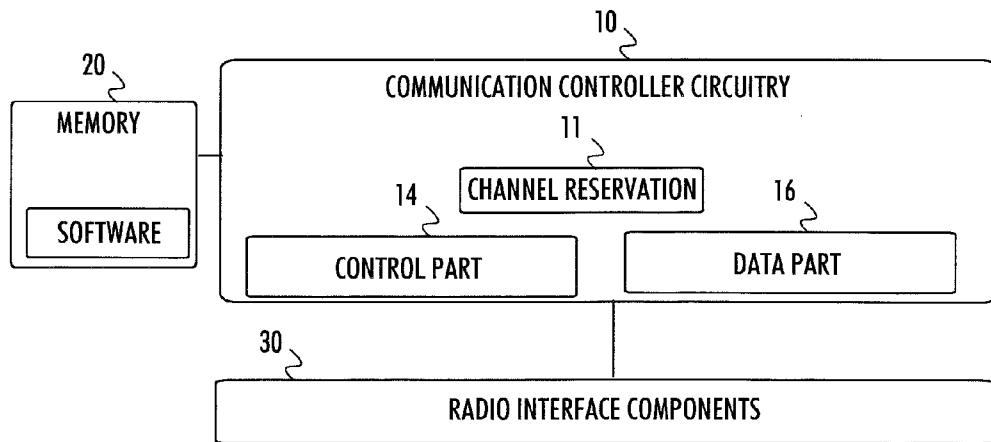 10
20
COMMUNICATION CONTROLLER CIRCUITRY
MEMORY
11
CHANNEL RESERVATION
14
16
SOFTWARE
CONTROL PART
DATA PART
30
RADIO INTERFACE COMPONENTS